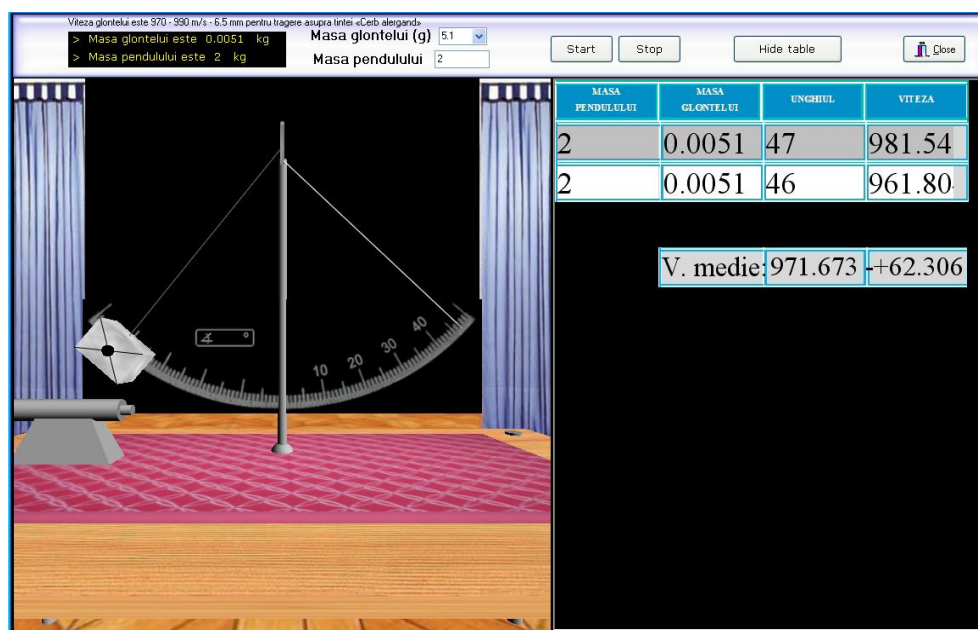 Viteza glontelui este 970 - 990 m/s - 6.5 mm pentru tragere asupra tintei «Cerb alergand»
> Masa glontelui este 0.0051 kg
> Masa pendulului este 2 kg
Masa glontelui (g) 5.1
Masa pendulului 2
Start Stop Hide table Close
MASA PENDULULUI MASA GLONTELUI UNGHIUL VITEZA
2 0.0051 47 981.54
2 0.0051 46 961.80
V. medie: 971.673 -+62.306
10 20 30 40